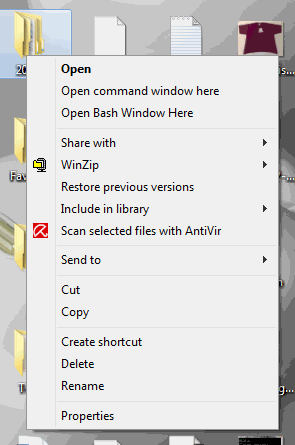 20
Open
Open command window here
Open Bash Window Here
Share with
WinZip
Restore previous versions
Include in library
Scan selected files with AntiVir
Send to
Cut
Copy
Create shortcut
Delete
Rename
Properties